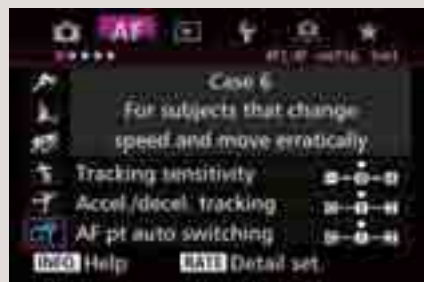 AF
Case 6
For subjects that change
speed and move erratically
Tracking sensitivity
Accel./decel. tracking
AF pt auto switching
INFO Help RATE Detail set.